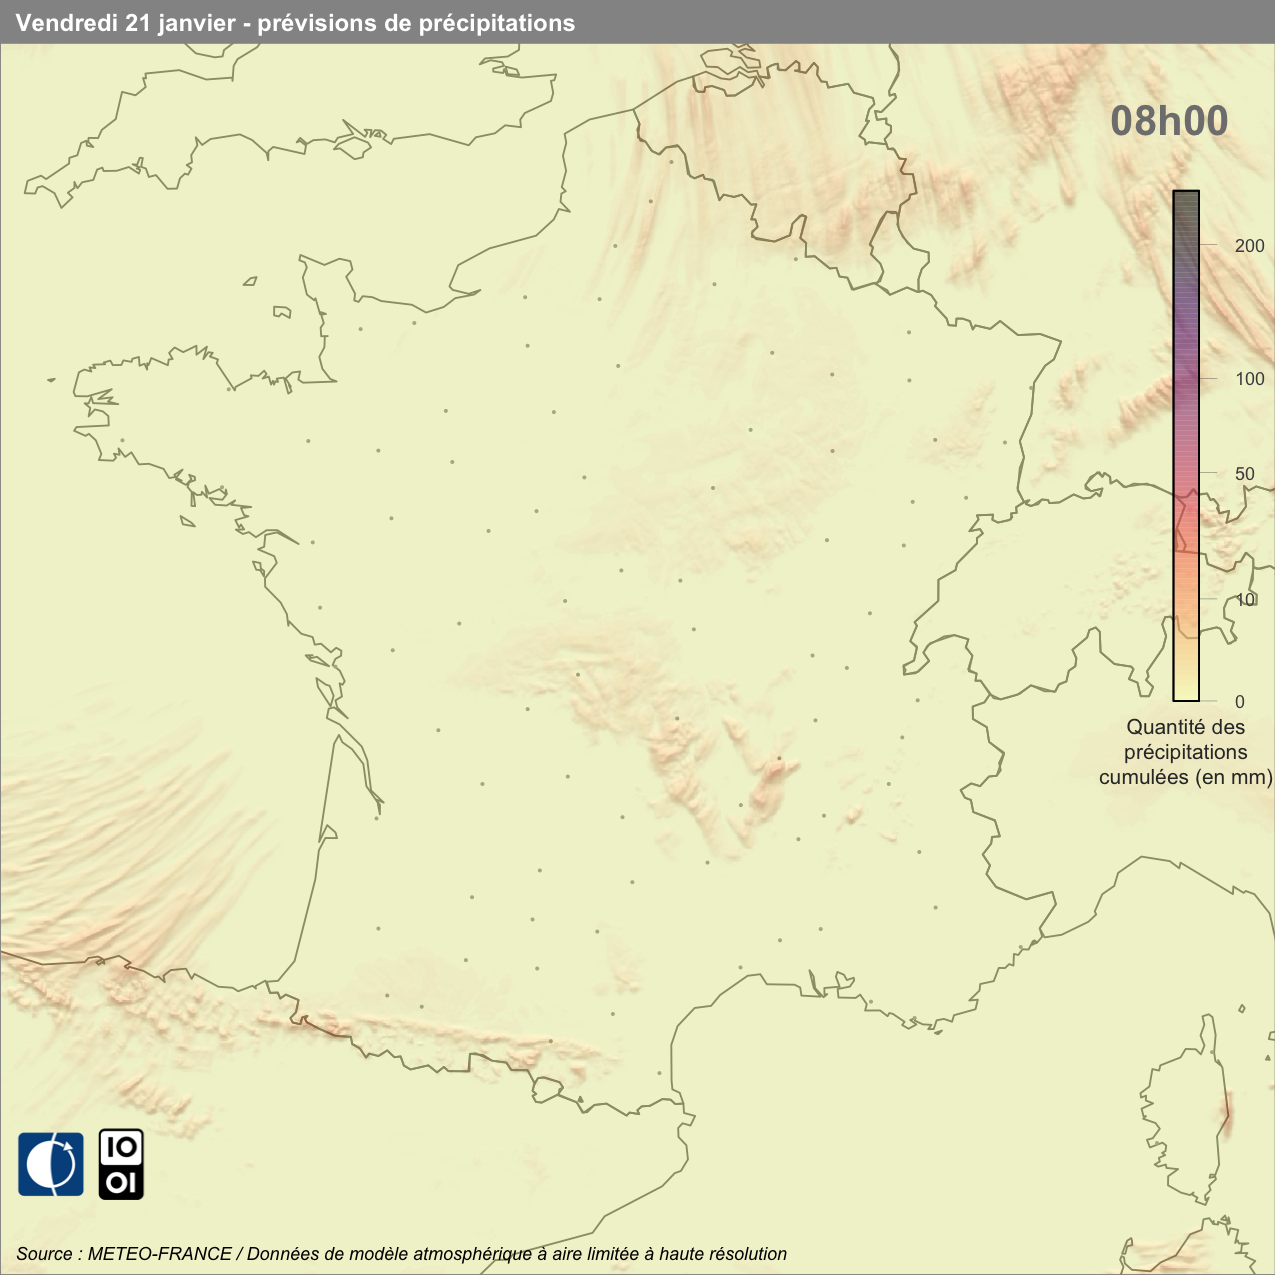 Vendredi 21 janvier - prévisions de précipitations
08h00
200
100
50
10
0
Quantité des
précipitations
cumulées (en mm)
IO
OI
Source : METEO-FRANCE / Données de modèle atmosphérique à aire limitée à haute résolution